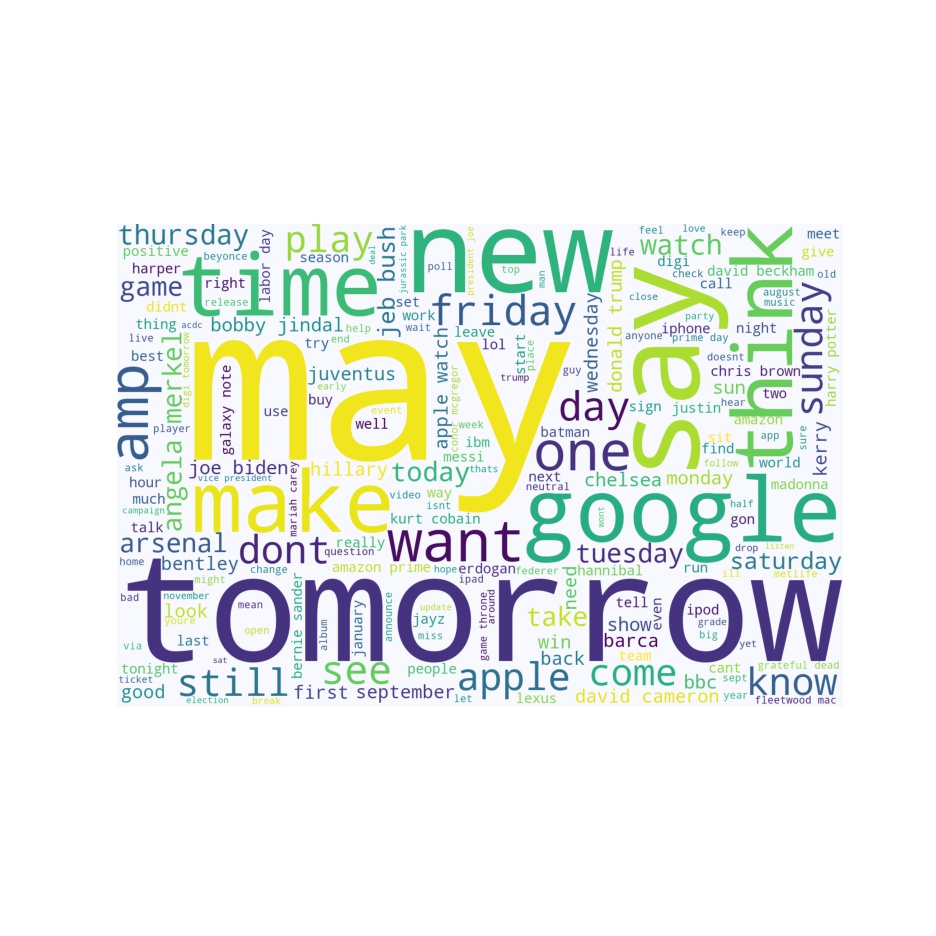 thursday
positive
beyonce
harper
right
labor day
play
season
deal
jurassic park
jeb bush
new
poll
president joe
top
man
feel
love
keep
meet
life
watch
digi
give
check
david beckham
old
call
game
time
release
didnt
set
work
friday
wednesday
donald trump
close
say
august
music
think
sunday
harry potter
thing
acdc
bobby jindal
help
wait
leave
party
iphone
night
anyone
prime day
live
try
end
lol
start
place
doesnt
best
angela merkel
digi tomorrow
may
apple watch
conor mcgregor
guy
chris brown
amp
galaxy note
juventus
early
trump
sun
two
buy
day
sign
justin
hear
use
event
amazon
player
well
week
batman
sit
app
sure
ibm
one
find
world
kerry
messi
follow
ask
joe biden
hillary
today
thats
next
chelsea
monday
madonna
vice president
neutral
hour
mariah carey
much
make
video
way
google
half
campaign
isnt
wont
talk
kurt cobain
gon
arsenal
dont
really
want
tuesday
drop
listen
question
home
bentley
change
amazon prime
hope
erdogan
federer
hannibal
run
saturday
ill
metlife
might
ipad
need
tomorrow
bad
november
bernie sander
january
announce
update
game throne
around
take
tell
even
ipod
look
mean
youre
jayz
show
grade
open
album
miss
win
barca
big
via
last
team
yet
sat
back
tonight
see
people
apple
come
cant
grateful dead
ticket
still
bbc
sept
know
good
first
september
david cameron
year
election
break
let
lexus
fleetwood mac